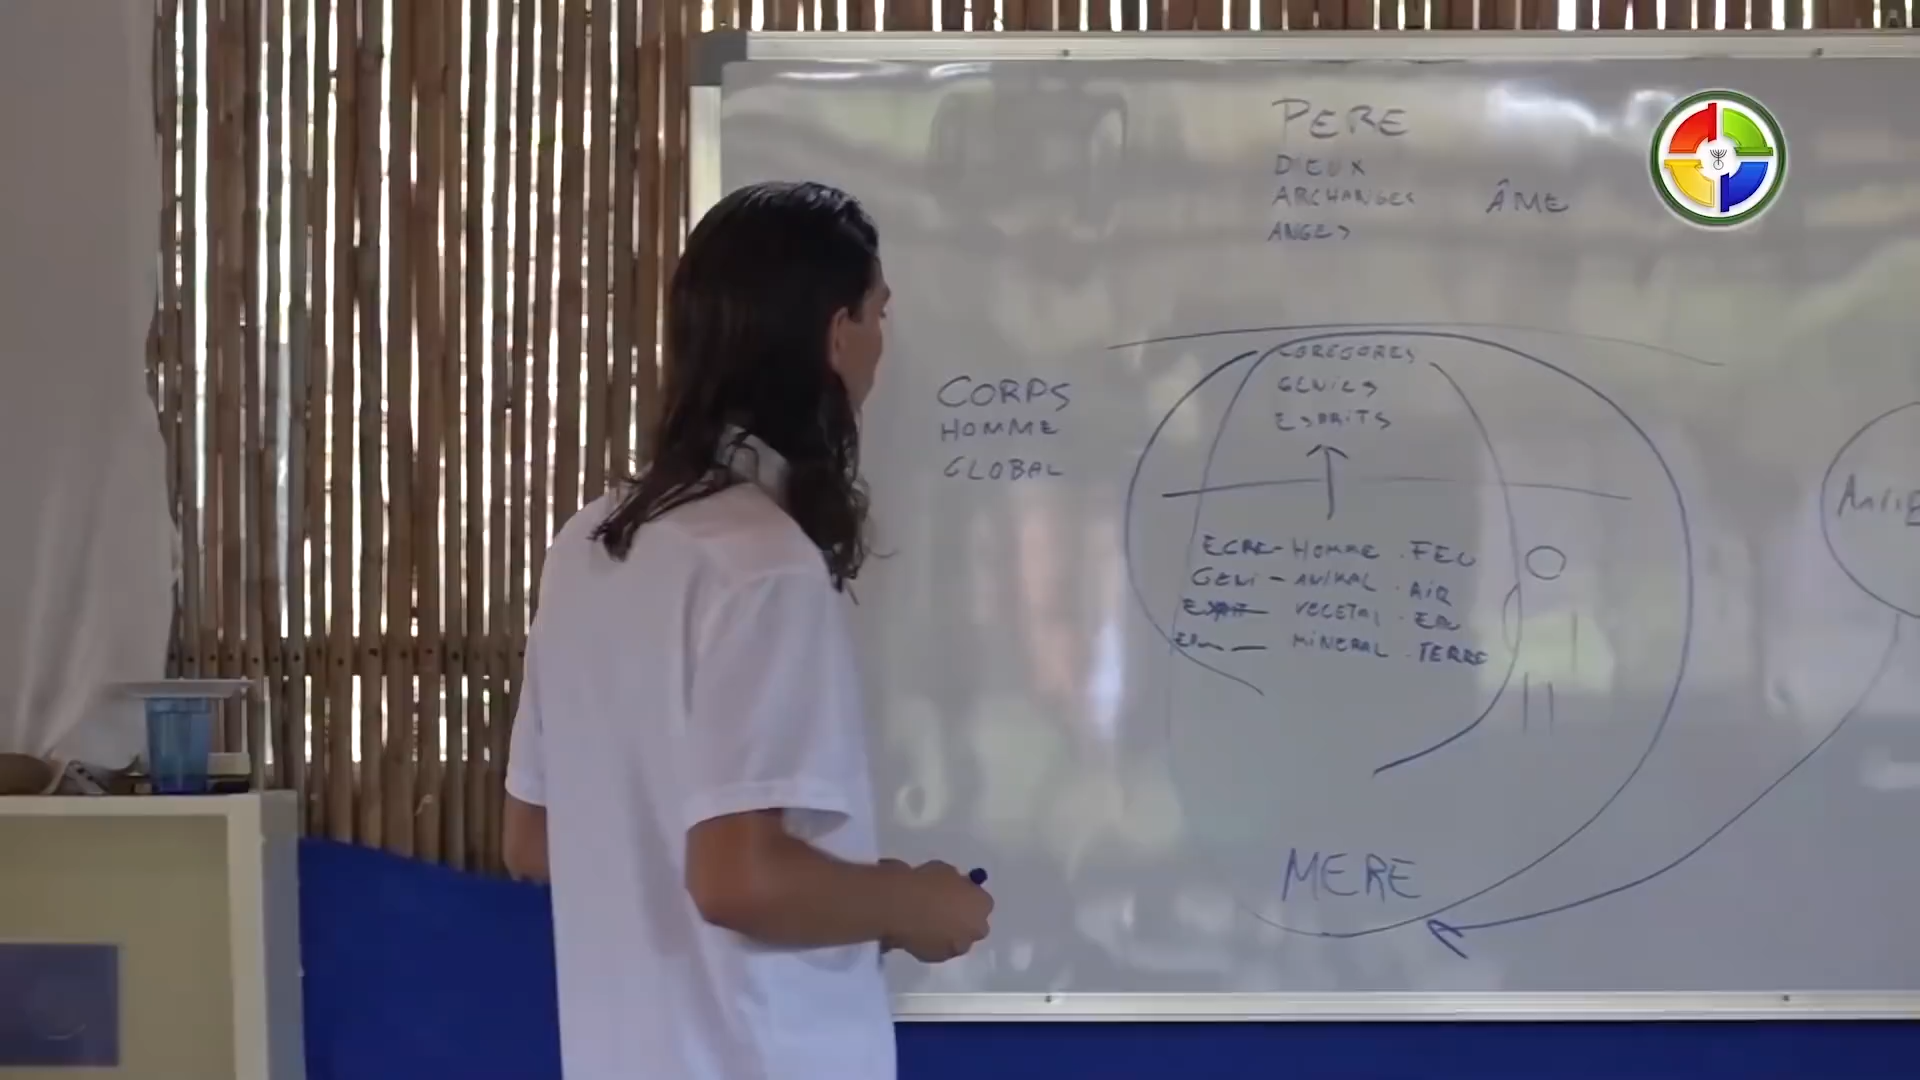 PERE
DIEUX
ARCHANGES
ÂME
ANGES
EGREGORES
GENIES
ESPRITS
CORPS
HOMME
GLOBAL
EGRE-HOMME.FEU
GENI-ANIMAL.AIR
VEGETAL.EAU
MINERAL.TERRE
MERE